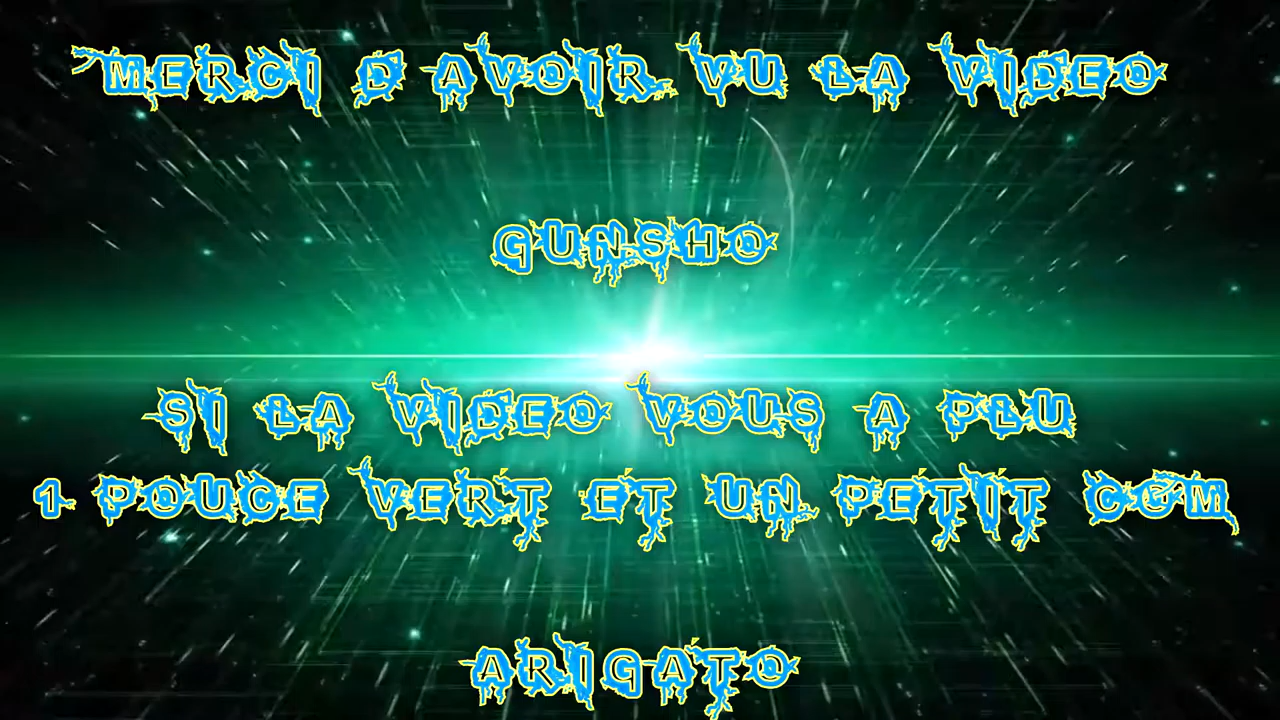 MERCI D AVOIR VU LA VIDEO
GUNSHO
SI LA VIDEO VOUS A PLU
1 POUCE VERT ET UN PETIT COM
ARIGATO